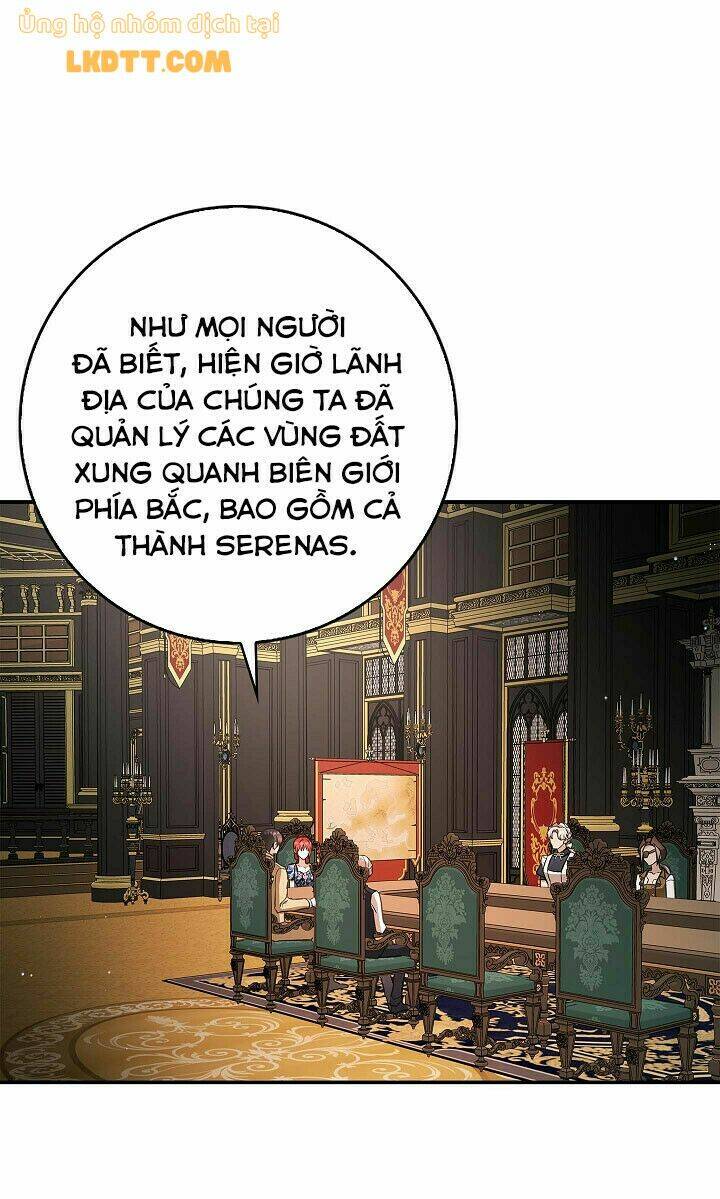 Ủng hộ nhóm dịch tại
LKDTT.COM
NHƯ MỌI NGƯỜI
ĐÃ BIẾT, HIỆN GIỜ LÃNH
ĐỊA CỦA CHÚNG TA ĐÃ
QUẢN LÝ CÁC VÙNG ĐẤT
XUNG QUANH BIÊN GIỚI
PHÍA BẮC, BAO GỒM CẢ
THÀNH SERENAS.